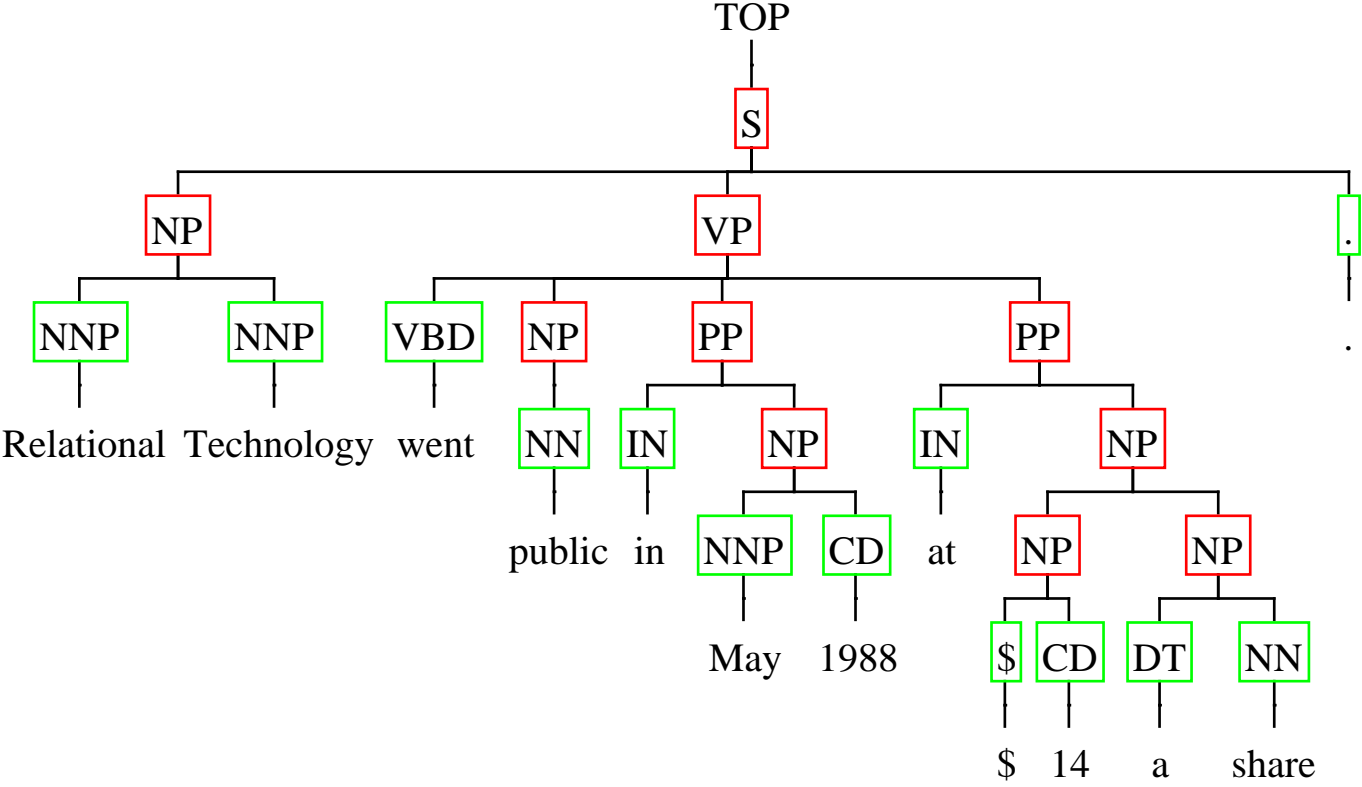 TOP
S
NP VP .
NNP NNP VBD NP PP PP .
Relational Technology went NN IN NP IN NP
public in NNP CD at NP NP
May 1988 $ CD DT NN
$ 14 a share